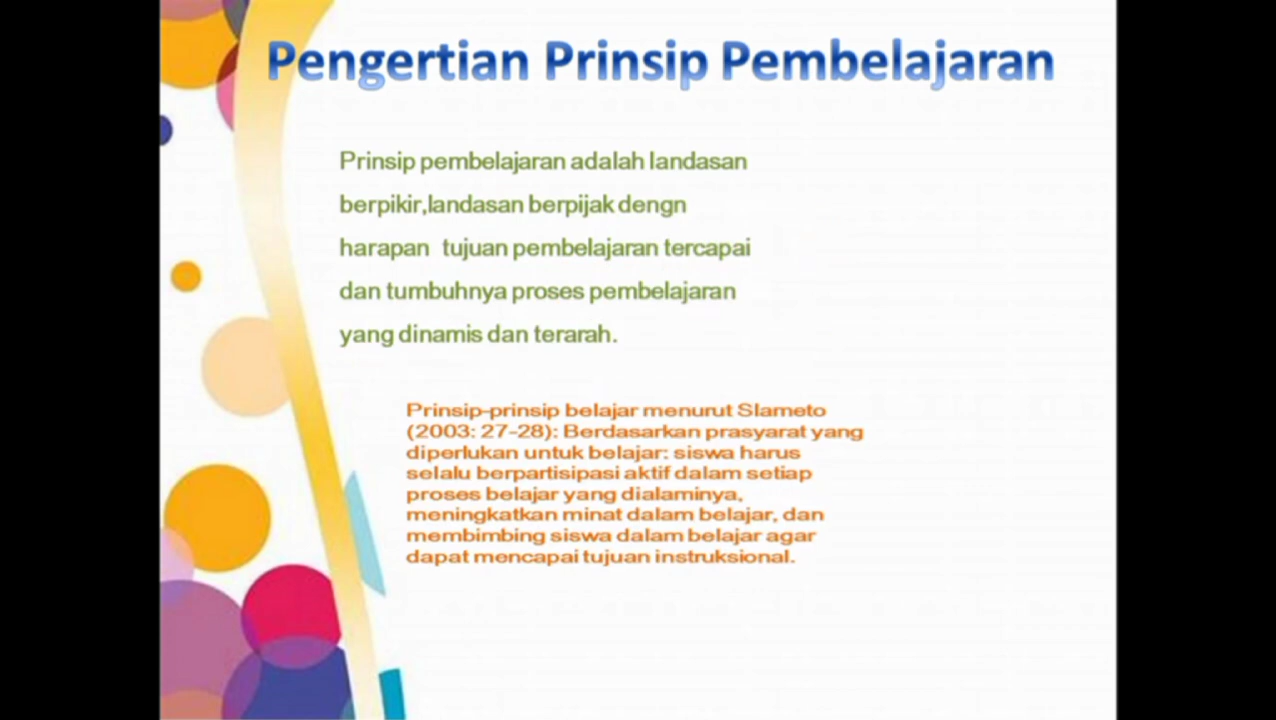 Pengertian Prinsip Pembelajaran
Prinsip pembelajaran adalah landasan
berpikir,landasan berpijak dengn
harapan tujuan pembelajaran tercapai
dan tumbuhnya proses pembelajaran
yang dinamis dan terarah.
Prinsip-prinsip belajar menurut Slameto
(2003: 27-28): Berdasarkan prasyarat yang
diperlukan untuk belajar: siswa harus
selalu berpartisipasi aktif dalam setiap
proses belajar yang dialaminya,
meningkatkan minat dalam belajar, dan
membimbing siswa dalam belajar agar
dapat mencapai tujuan instruksional.